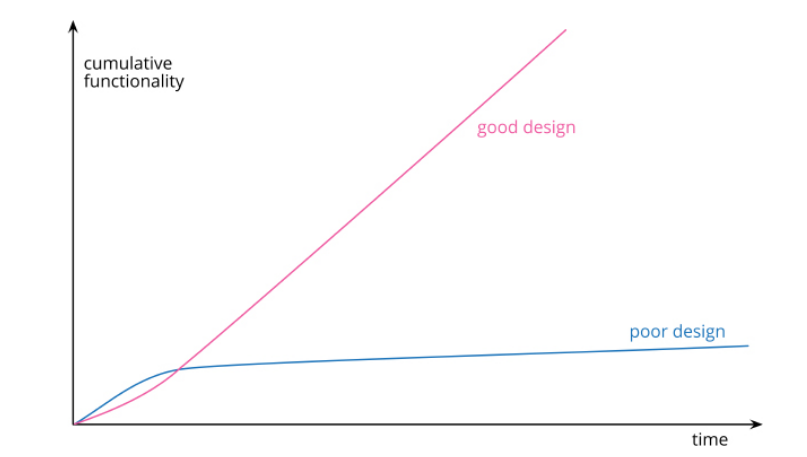 cumulative
functionality
good design
poor design
time